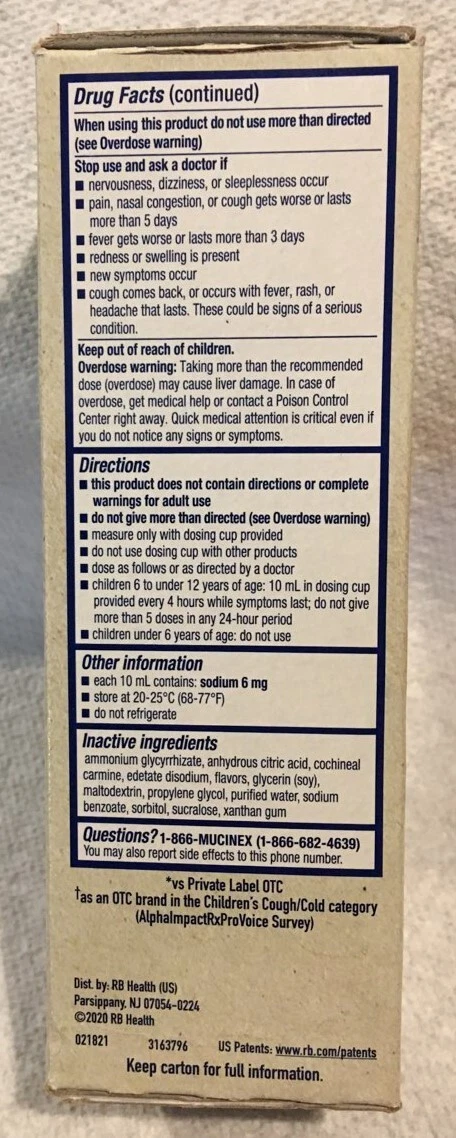 Drug Facts (continued)
When using this product do not use more than directed
(see Overdose warning)
Stop use and ask a doctor if
■ nervousness, dizziness, or sleeplessness occur
■ pain, nasal congestion, or cough gets worse or lasts
more than 5 days
■ fever gets worse or lasts more than 3 days
■ redness or swelling is present
■ new symptoms occur
■ cough comes back, or occurs with fever, rash, or
headache that lasts. These could be signs of a serious
condition.
Keep out of reach of children.
Overdose warning: Taking more than the recommended
dose (overdose) may cause liver damage. In case of
overdose, get medical help or contact a Poison Control
Center right away. Quick medical attention is critical even if
you do not notice any signs or symptoms.
Directions
■ this product does not contain directions or complete
warnings for adult use
■ do not give more than directed (see Overdose warning)
■ measure only with dosing cup provided
■ do not use dosing cup with other products
■ dose as follows or as directed by a doctor
■ children 6 to under 12 years of age: 10 mL in dosing cup
provided every 4 hours while symptoms last; do not give
more than 5 doses in any 24-hour period
■ children under 6 years of age: do not use
Other information
■ each 10 mL contains: sodium 6 mg
■ store at 20-25°C (68-77°F)
■ do not refrigerate
Inactive ingredients
ammonium glycyrrhizate, anhydrous citric acid, cochineal
carmine, edetate disodium, flavors, glycerin (soy),
maltodextrin, propylene glycol, purified water, sodium
benzoate, sorbitol, sucralose, xanthan gum
Questions? 1-866-MUCINEX (1-866-682-4639)
You may also report side effects to this phone number.
*vs Private Label OTC
†as an OTC brand in the Children's Cough/Cold category
(AlphaImpactRxProVoice Survey)
Dist. by: RB Health (US)
Parsippany, NJ 07054-0224
©2020 RB Health
021821 3163796 US Patents: www.rb.com/patents
Keep carton for full information.